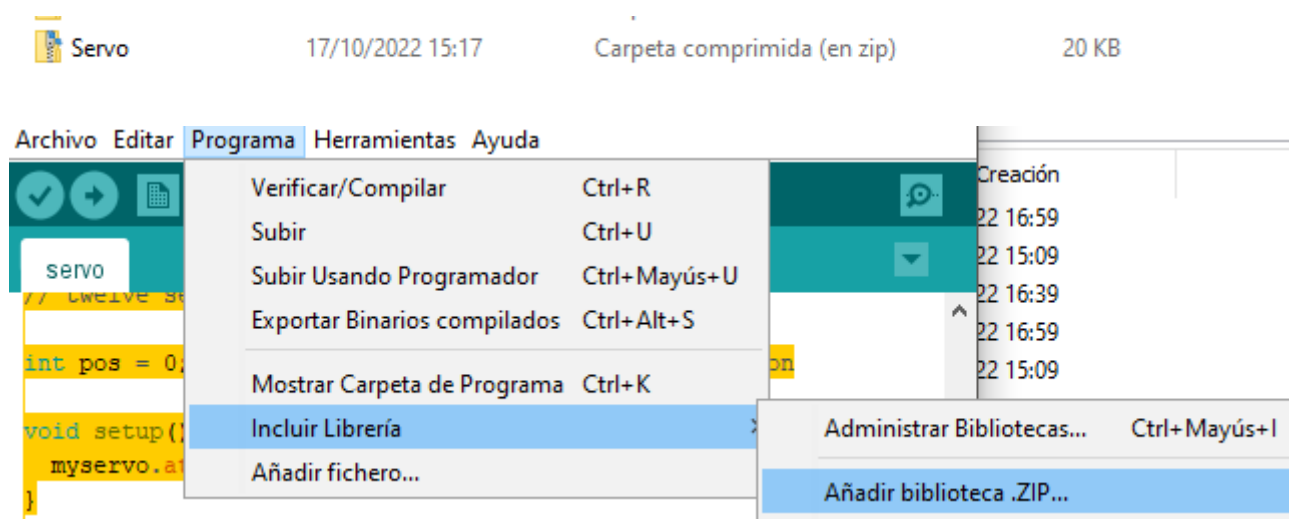 Servo 17/10/2022 15:17 Carpeta comprimida (en zip) 20 KB
Archivo Editar Programa Herramientas Ayuda
Creación
Verificar/Compilar Ctrl+R
22 16:59
Subir Ctrl+U
22 15:09
servo
Subir Usando Programador Ctrl+Mayús+U
22 16:39
// twelve se
Exportar Binarios compilados Ctrl+Alt+S
22 16:59
int pos = 0; on
22 15:09
Mostrar Carpeta de Programa Ctrl+K
void setup()
Incluir Librería
Administrar Bibliotecas... Ctrl+Mayús+I
myservo.at
Añadir fichero...
Añadir biblioteca .ZIP...
}